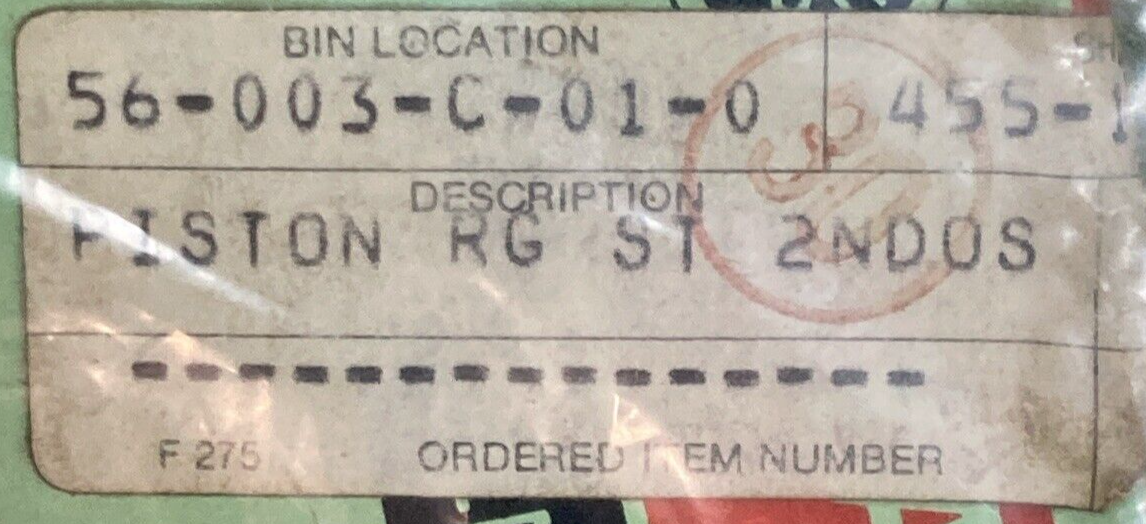 BIN LOCATION
56-003-C-01-0 455-
DESCRIPTION
PISTON RG ST 2NDOS
---------------
F 275 ORDERED ITEM NUMBER